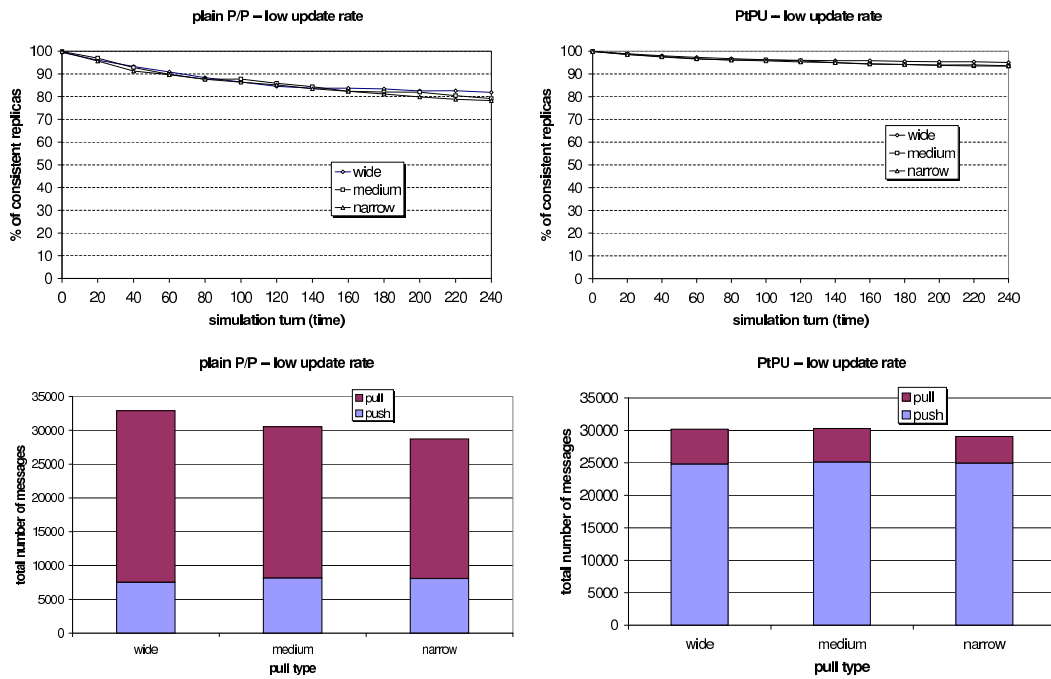 plain P/P – low update rate
% of consistent replicas
100
90
80
70
60
50
40
30
20
10
0
wide
medium
narrow
0 20 40 60 80 100 120 140 160 180 200 220 240
simulation turn (time)
PtPU – low update rate
% of consistent replicas
100
90
80
70
60
50
40
30
20
10
0
wide
medium
narrow
0 20 40 60 80 100 120 140 160 180 200 220 240
simulation turn (time)
plain P/P – low update rate
total number of messages
35000
30000
25000
20000
15000
10000
5000
0
pull
push
wide medium narrow
pull type
PtPU – low update rate
total number of messages
35000
30000
25000
20000
15000
10000
5000
0
pull
push
wide medium narrow
pull type